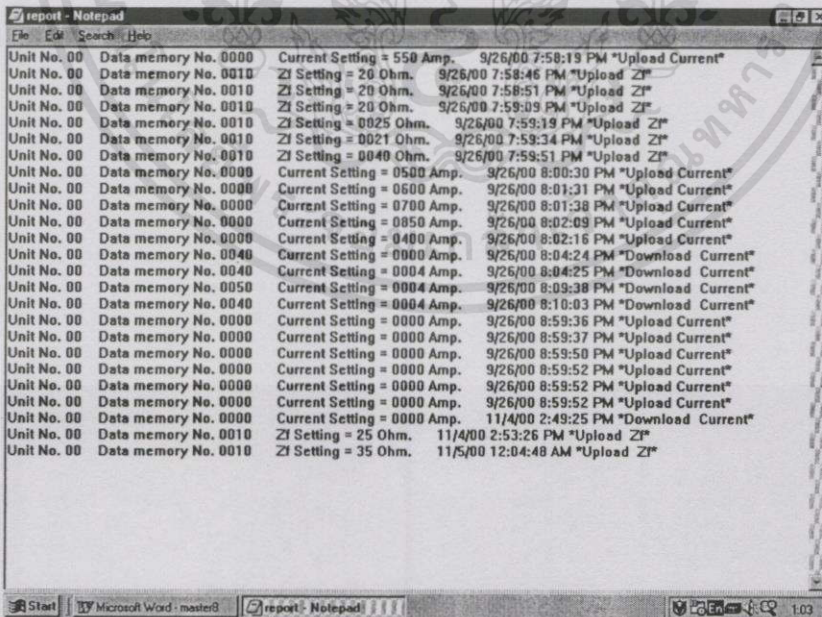 report - Notepad
File Edit Search Help
Unit No. 00 Data memory No. 0000 Current Setting = 550 Amp. 9/26/00 7:58:19 PM *Upload Current*
Unit No. 00 Data memory No. 0010 Zf Setting = 20 Ohm. 9/26/00 7:58:46 PM *Upload Zf*
Unit No. 00 Data memory No. 0010 Zf Setting = 20 Ohm. 9/26/00 7:58:51 PM *Upload Zf*
Unit No. 00 Data memory No. 0010 Zf Setting = 20 Ohm. 9/26/00 7:59:09 PM *Upload Zf*
Unit No. 00 Data memory No. 0010 Zf Setting = 0025 Ohm. 9/26/00 7:59:19 PM *Upload Zf*
Unit No. 00 Data memory No. 0010 Zf Setting = 0021 Ohm. 9/26/00 7:59:34 PM *Upload Zf*
Unit No. 00 Data memory No. 0010 Zf Setting = 0040 Ohm. 9/26/00 7:59:51 PM *Upload Zf*
Unit No. 00 Data memory No. 0000 Current Setting = 0500 Amp. 9/26/00 8:00:30 PM *Upload Current*
Unit No. 00 Data memory No. 0000 Current Setting = 0600 Amp. 9/26/00 8:01:31 PM *Upload Current*
Unit No. 00 Data memory No. 0000 Current Setting = 0700 Amp. 9/26/00 8:01:38 PM *Upload Current*
Unit No. 00 Data memory No. 0000 Current Setting = 0850 Amp. 9/26/00 8:02:09 PM *Upload Current*
Unit No. 00 Data memory No. 0000 Current Setting = 0400 Amp. 9/26/00 8:02:16 PM *Upload Current*
Unit No. 00 Data memory No. 0040 Current Setting = 0000 Amp. 9/26/00 8:04:24 PM *Download Current*
Unit No. 00 Data memory No. 0040 Current Setting = 0004 Amp. 9/26/00 8:04:25 PM *Download Current*
Unit No. 00 Data memory No. 0050 Current Setting = 0004 Amp. 9/26/00 8:09:38 PM *Download Current*
Unit No. 00 Data memory No. 0040 Current Setting = 0004 Amp. 9/26/00 8:10:03 PM *Download Current*
Unit No. 00 Data memory No. 0000 Current Setting = 0000 Amp. 9/26/00 8:59:36 PM *Upload Current*
Unit No. 00 Data memory No. 0000 Current Setting = 0000 Amp. 9/26/00 8:59:37 PM *Upload Current*
Unit No. 00 Data memory No. 0000 Current Setting = 0000 Amp. 9/26/00 8:59:50 PM *Upload Current*
Unit No. 00 Data memory No. 0000 Current Setting = 0000 Amp. 9/26/00 8:59:52 PM *Upload Current*
Unit No. 00 Data memory No. 0000 Current Setting = 0000 Amp. 9/26/00 8:59:52 PM *Upload Current*
Unit No. 00 Data memory No. 0000 Current Setting = 0000 Amp. 9/26/00 8:59:52 PM *Upload Current*
Unit No. 00 Data memory No. 0000 Current Setting = 0000 Amp. 11/4/00 2:49:25 PM *Download Current*
Unit No. 00 Data memory No. 0010 Zf Setting = 25 Ohm. 11/4/00 2:53:26 PM *Upload Zf*
Unit No. 00 Data memory No. 0010 Zf Setting = 35 Ohm. 11/5/00 12:04:48 AM *Upload Zf*
Start Microsoft Word - master8 report - Notepad En 1:03